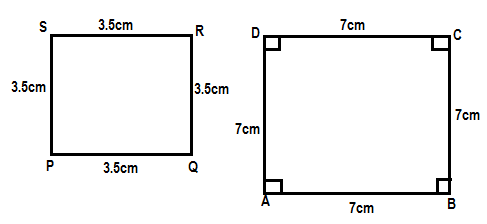 S 3.5cm R
3.5cm 3.5cm
P 3.5cm Q
D 7cm C
7cm 7cm
A 7cm B